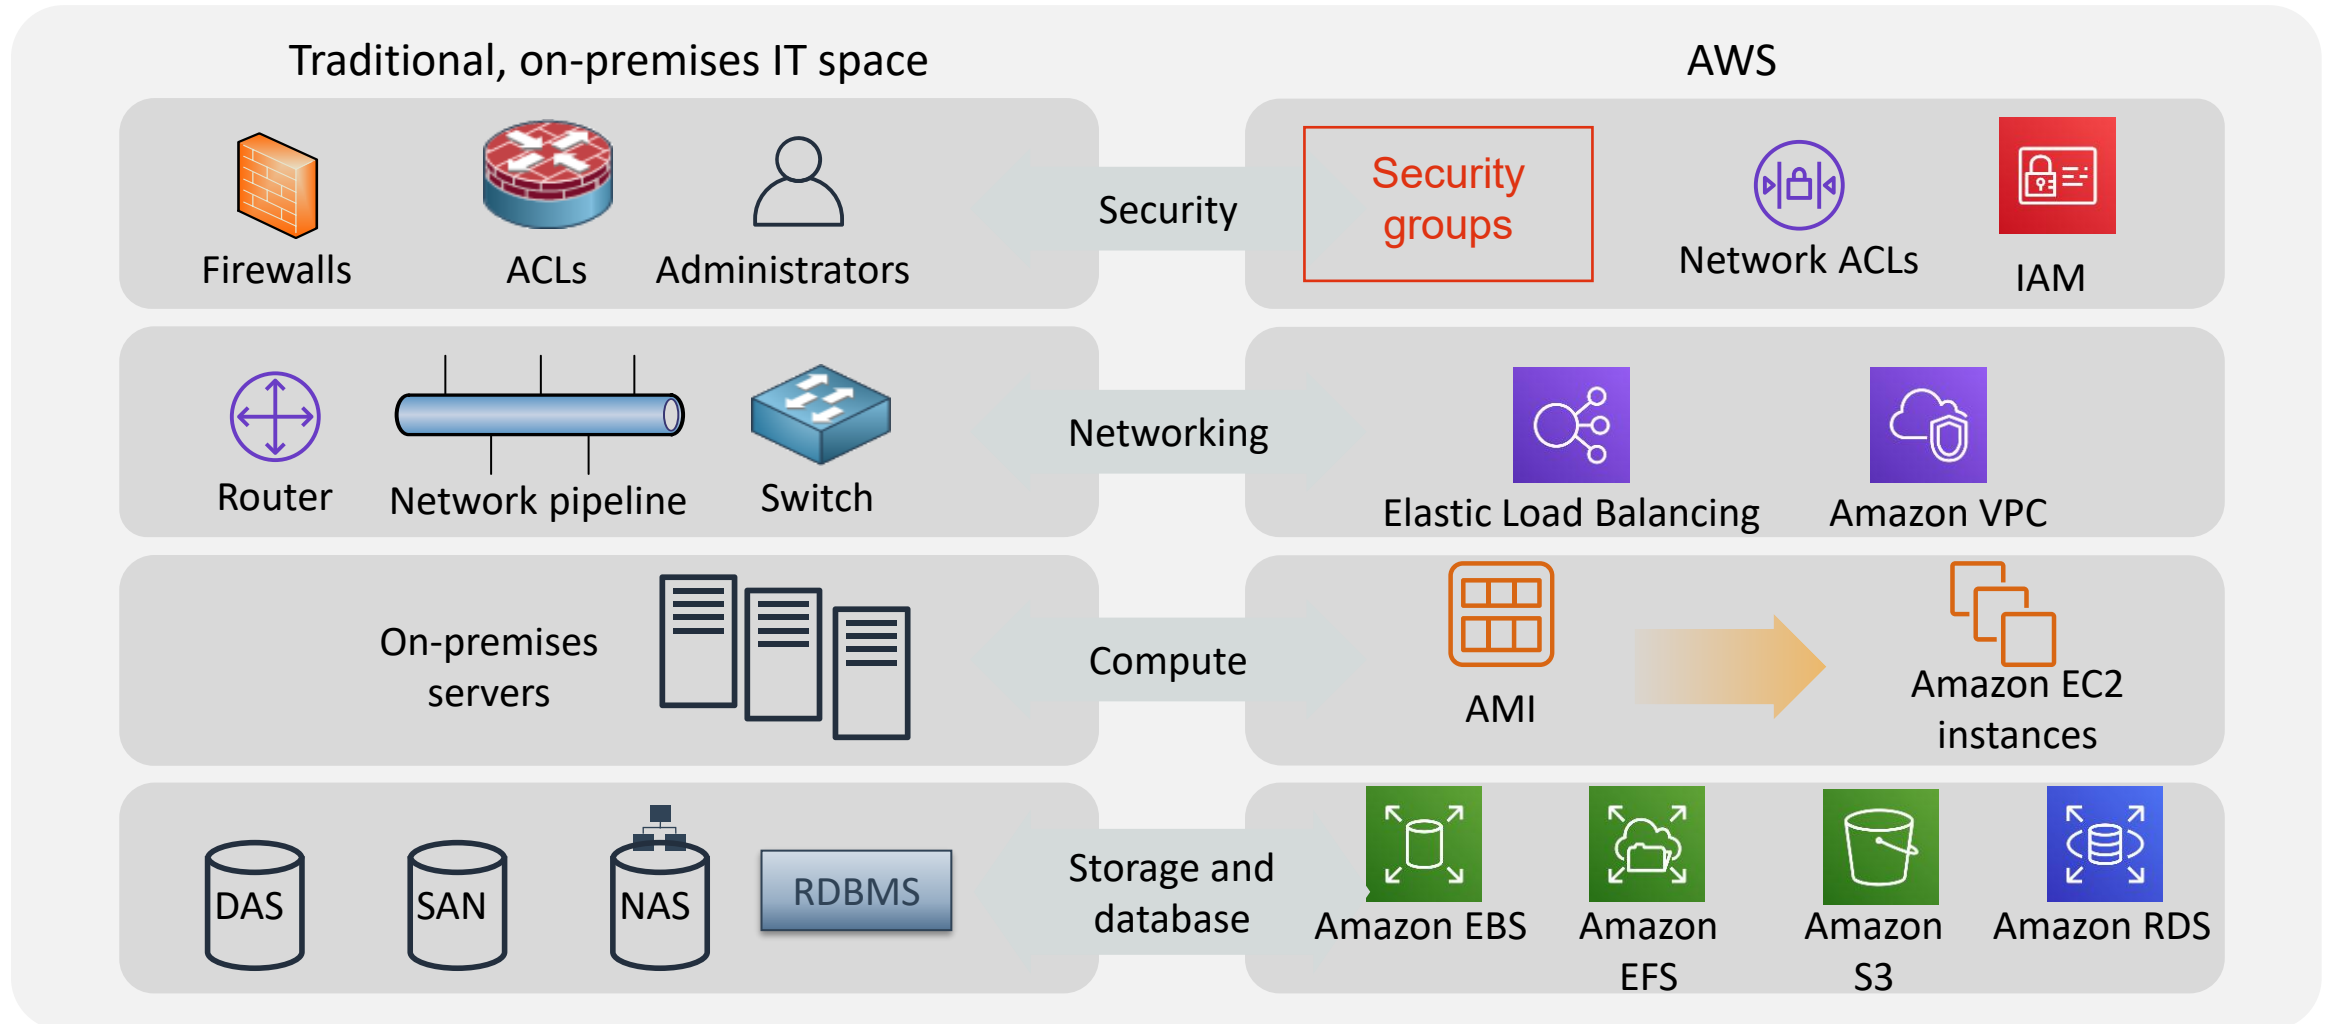 Traditional, on-premises IT space
AWS
Firewalls
ACLs
Administrators
Security
Security
groups
Network ACLs
IAM
Router
Network pipeline
Switch
Networking
Elastic Load Balancing
Amazon VPC
On-premises
servers
Compute
AMI
Amazon EC2
instances
DAS
SAN
NAS
RDBMS
Storage and
database
Amazon EBS
Amazon
EFS
Amazon
S3
Amazon RDS